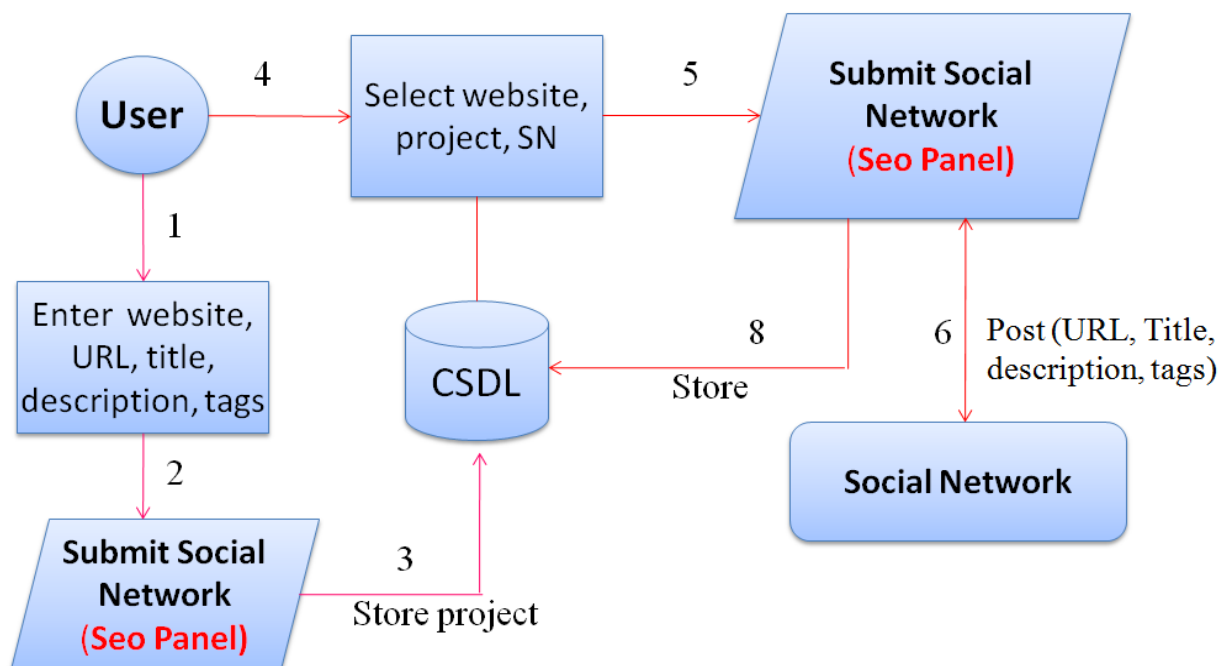 User
4
Select website,
project, SN
5
Submit Social
Network
(Seo Panel)
1
Enter website,
URL, title,
description, tags
CSDL
8
Store
6
Post (URL, Title,
description, tags)
2
Social Network
Submit Social
Network
(Seo Panel)
3
Store project